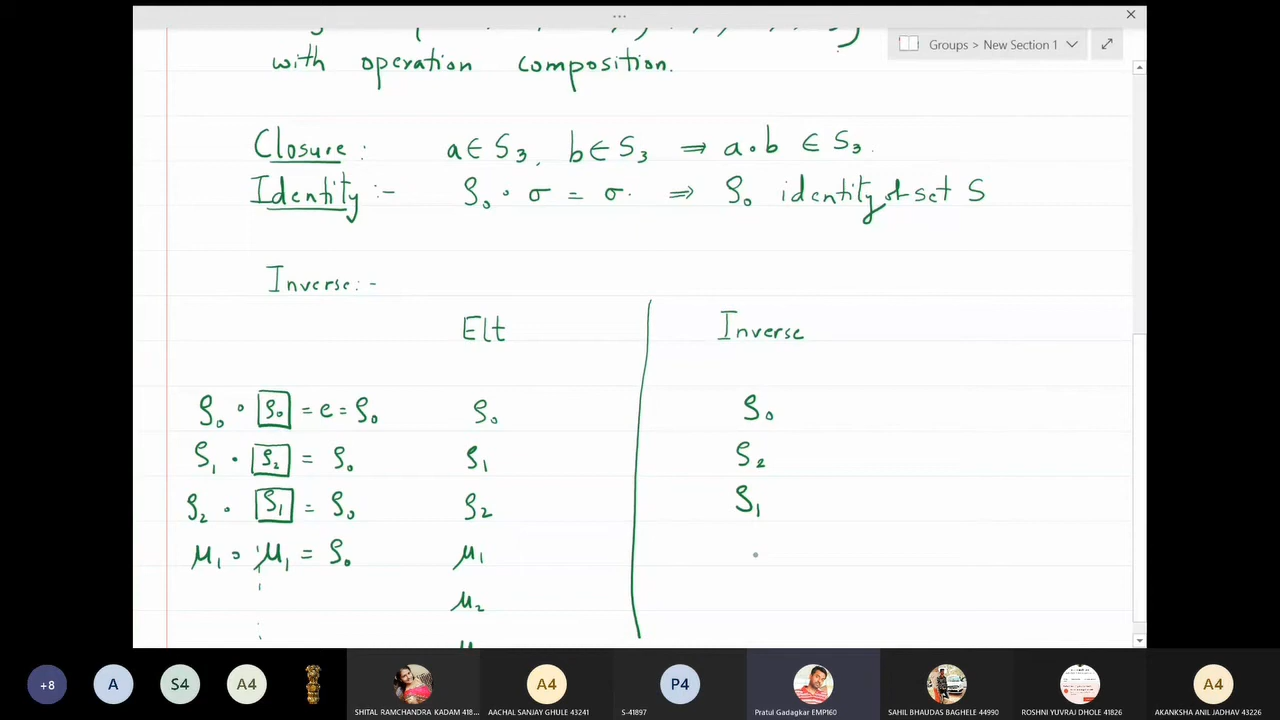 Groups > New Section 1
with operation composition.
Closure: a ∈ S₃, b ∈ S₃ ⇒ a∘b ∈ S₃.
Identity :- ρ₀ · σ = σ. ⇒ ρ₀ identity of set S
Inverse:-
Elt Inverse
ρ₀ ∘ ρ₀ = e = ρ₀ ρ₀ ρ₀
ρ₁ · ρ₂ = ρ₀ ρ₁ ρ₂
ρ₂ · ρ₁ = ρ₀ ρ₂ ρ₁
μ₁ ∘ μ₁ = ρ₀ μ₁
μ₂
+8 A S4 A4 A4 P4 A4
SHITAL RAMCHANDRA KADAM 418... AACHAL SANJAY GHULE 43241 S-41897 Pratul Gadagkar EMP160 SAHIL BHAUDAS BAGHELE 44990 ROSHNI YUVRAJ DHOLE 41826 AKANKSHA ANIL JADHAV 43226